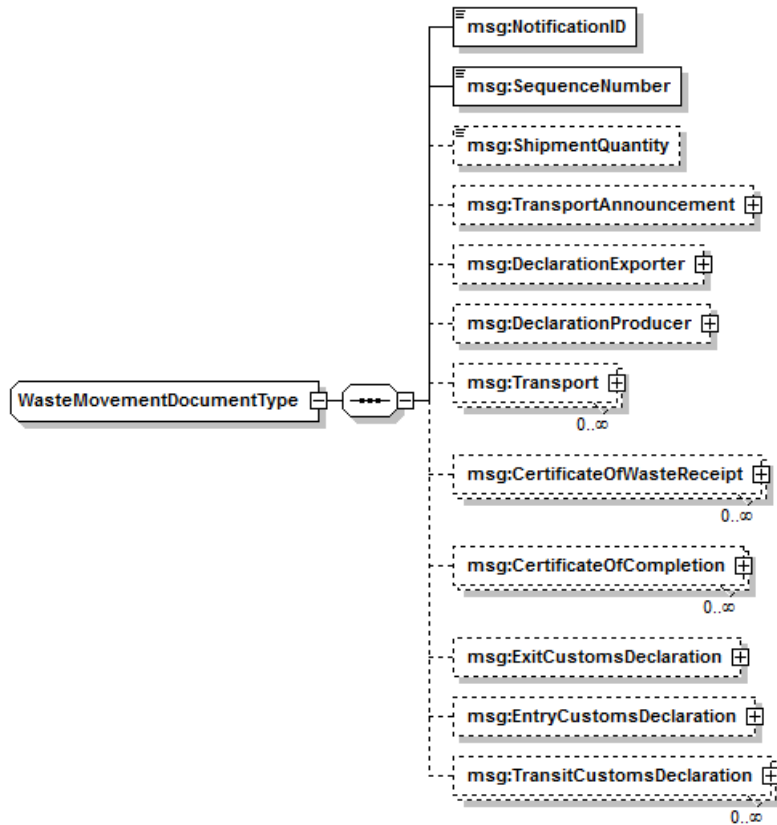 msg:NotificationID
msg:SequenceNumber
msg:ShipmentQuantity
msg:TransportAnnouncement
msg:DeclarationExporter
msg:DeclarationProducer
WasteMovementDocumentType
msg:Transport
0..∞
msg:CertificateOfWasteReceipt
0..∞
msg:CertificateOfCompletion
0..∞
msg:ExitCustomsDeclaration
msg:EntryCustomsDeclaration
msg:TransitCustomsDeclaration
0..∞